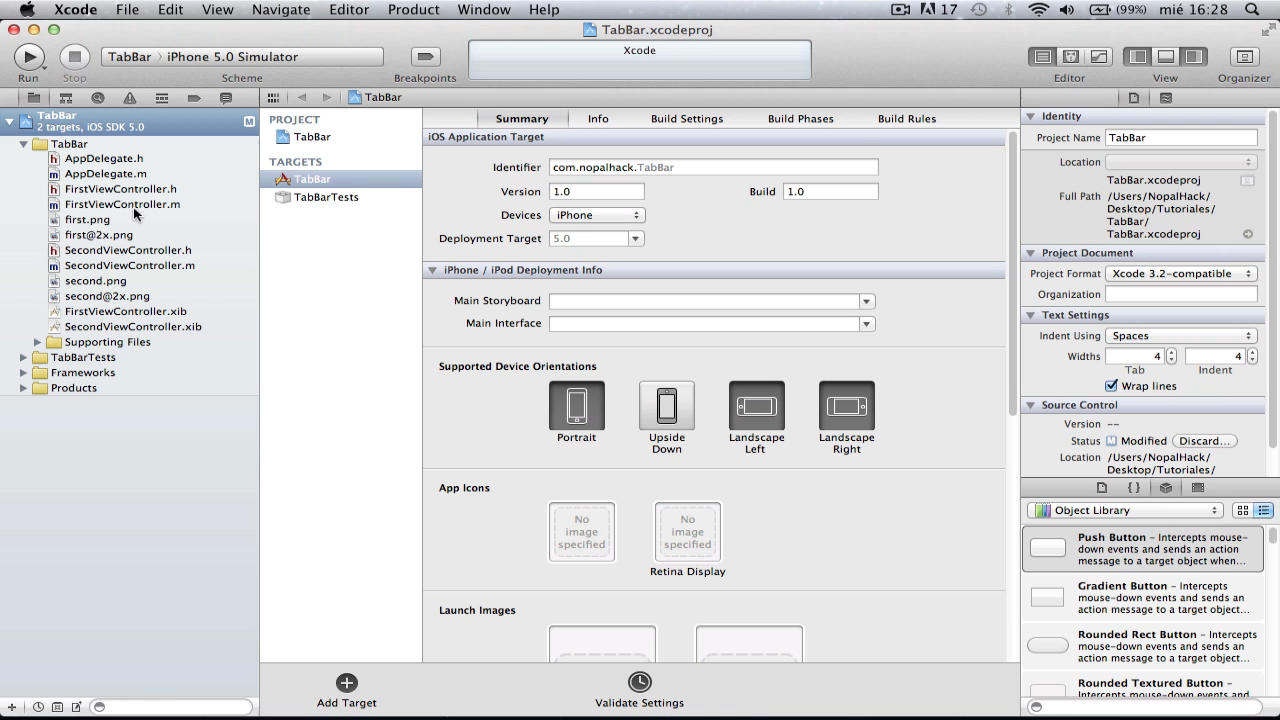 Xcode File Edit View Navigate Editor Product Window Help 17 (99%) mié 16:28
TabBar.xcodeproj
TabBar iPhone 5.0 Simulator
Xcode
Run Stop Scheme Breakpoints Editor View Organizer
TabBar
TabBar
2 targets, iOS SDK 5.0
M
TabBar
AppDelegate.h
AppDelegate.m
FirstViewController.h
FirstViewController.m
first.png
first@2x.png
SecondViewController.h
SecondViewController.m
second.png
second@2x.png
FirstViewController.xib
SecondViewController.xib
Supporting Files
TabBarTests
Frameworks
Products
PROJECT
TabBar
TARGETS
TabBar
TabBarTests
Summary Info Build Settings Build Phases Build Rules
iOS Application Target
Identifier com.nopalhack.TabBar
Version 1.0 Build 1.0
Devices iPhone
Deployment Target 5.0
iPhone / iPod Deployment Info
Main Storyboard
Main Interface
Supported Device Orientations
Portrait
Upside Down
Landscape Left
Landscape Right
App Icons
No image specified
No image specified
Retina Display
Launch Images
Add Target
Validate Settings
Identity
Project Name TabBar
Location
TabBar.xcodeproj
Full Path /Users/NopalHack/
Desktop/Tutoriales/
TabBar/
TabBar.xcodeproj
Project Document
Project Format Xcode 3.2-compatible
Organization
Text Settings
Indent Using Spaces
Widths 4 4
Tab Indent
Wrap lines
Source Control
Version --
Status M Modified Discard...
Location /Users/NopalHack/
Desktop/Tutoriales/
Object Library
Push Button – Intercepts mouse-
down events and sends an action
message to a target object when...
Gradient Button – Intercepts
mouse-down events and sends an
action message to a target object...
Rounded Rect Button – Intercepts
mouse-down events and sends an
action message to a target object...
Rounded Textured Button –
Intercepts mouse-down events and